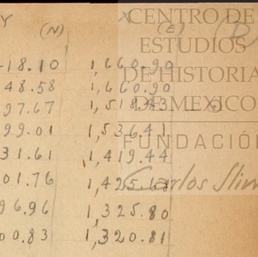 Y X
(N) (E) (B)
18.10 1,660.90
48.58 1,660.90
97.67 1,518.43
99.01 1,536.41
31.61 1,419.44
01.76 1,425.68
96.96 1,325.80
00.83 1,320.81
CENTRO DE
ESTUDIOS
DE HISTORIA
DE MEXICO
FUNDACIÓN
Carlos Slim